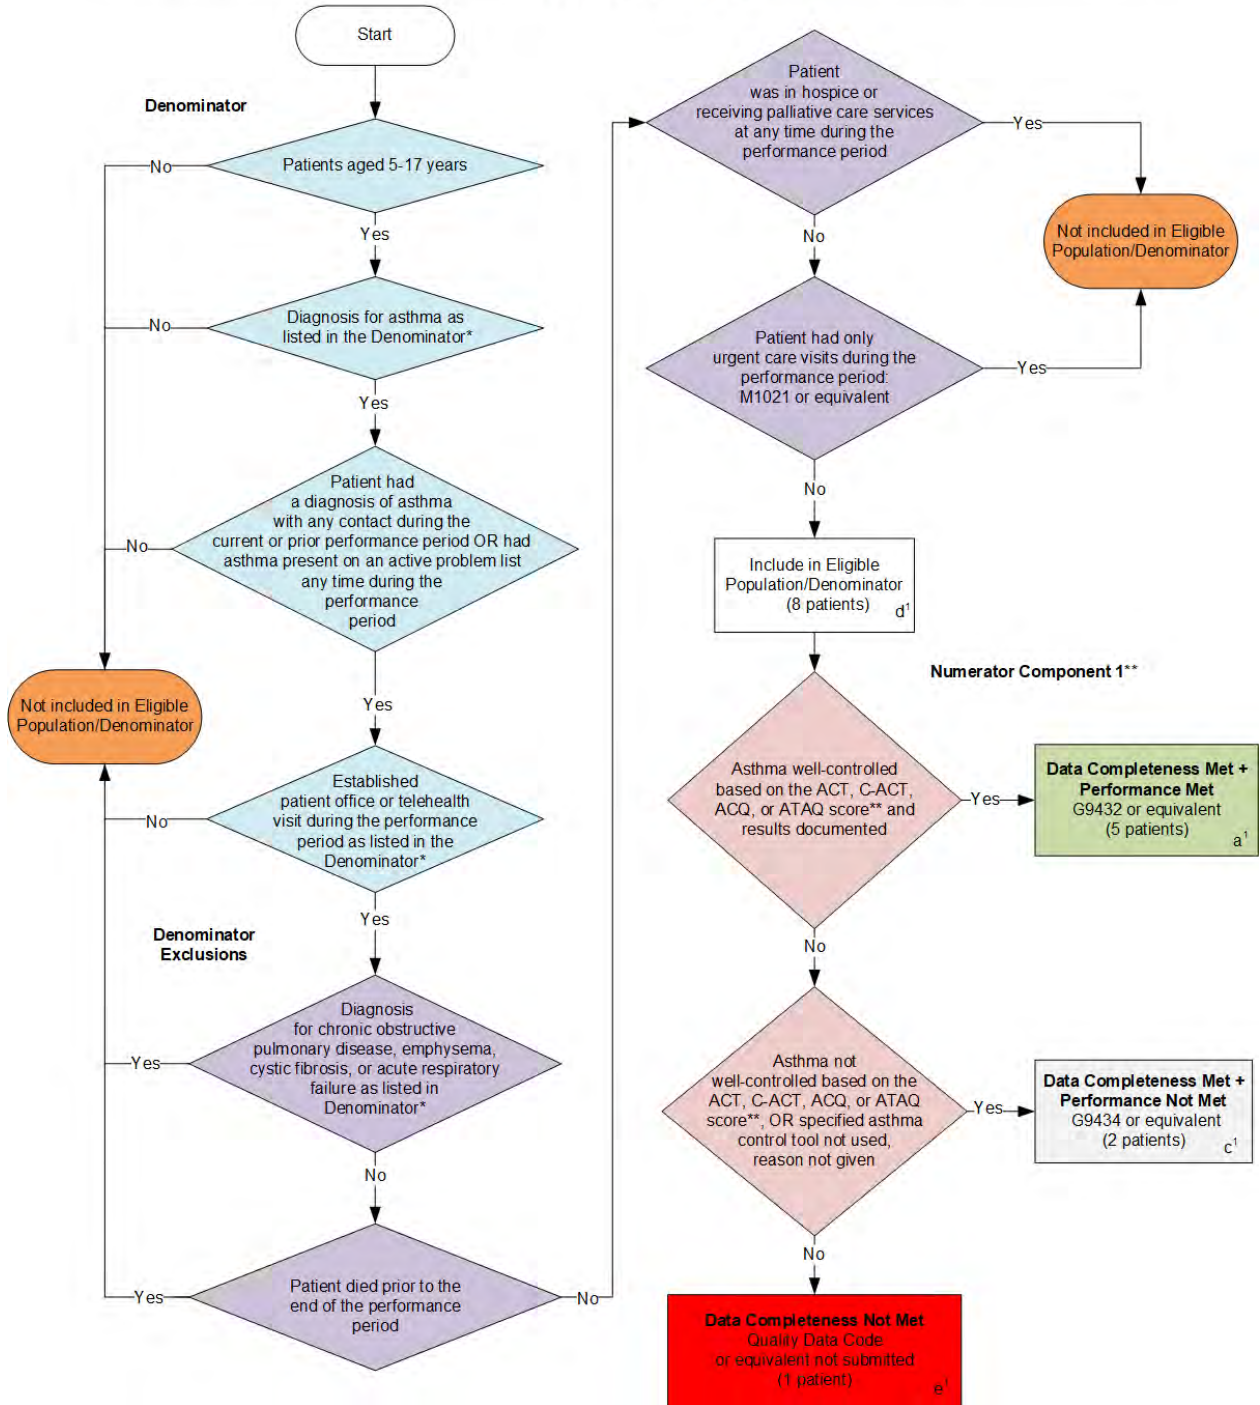 Start
Denominator
Patients aged 5-17 years
No
Yes
Diagnosis for asthma as
listed in the Denominator*
No
Yes
Patient had
a diagnosis of asthma
with any contact during the
current or prior performance period OR had
asthma present on an active problem list
any time during the
performance
period
No
Yes
Not included in Eligible
Population/Denominator
Established
patient office or telehealth
visit during the performance
period as listed in the
Denominator*
No
Yes
Denominator
Exclusions
Diagnosis
for chronic obstructive
pulmonary disease, emphysema,
cystic fibrosis, or acute respiratory
failure as listed in
Denominator*
Yes
No
Patient died prior to the
end of the performance
period
Yes
No
Patient
was in hospice or
receiving palliative care services
at any time during the
performance period
Yes
No
Not included in Eligible
Population/Denominator
Patient had only
urgent care visits during the
performance period:
M1021 or equivalent
Yes
No
Include in Eligible
Population/Denominator
(8 patients)
d¹
Numerator Component 1**
Asthma well-controlled
based on the ACT, C-ACT,
ACQ, or ATAQ score** and
results documented
Yes
No
Data Completeness Met +
Performance Met
G9432 or equivalent
(5 patients)
a¹
Asthma not
well-controlled based on the
ACT, C-ACT, ACQ, or ATAQ
score**, OR specified asthma
control tool not used,
reason not given
Yes
No
Data Completeness Met +
Performance Not Met
G9434 or equivalent
(2 patients)
c¹
Data Completeness Not Met
Quality Data Code
or equivalent not submitted
(1 patient)
e¹